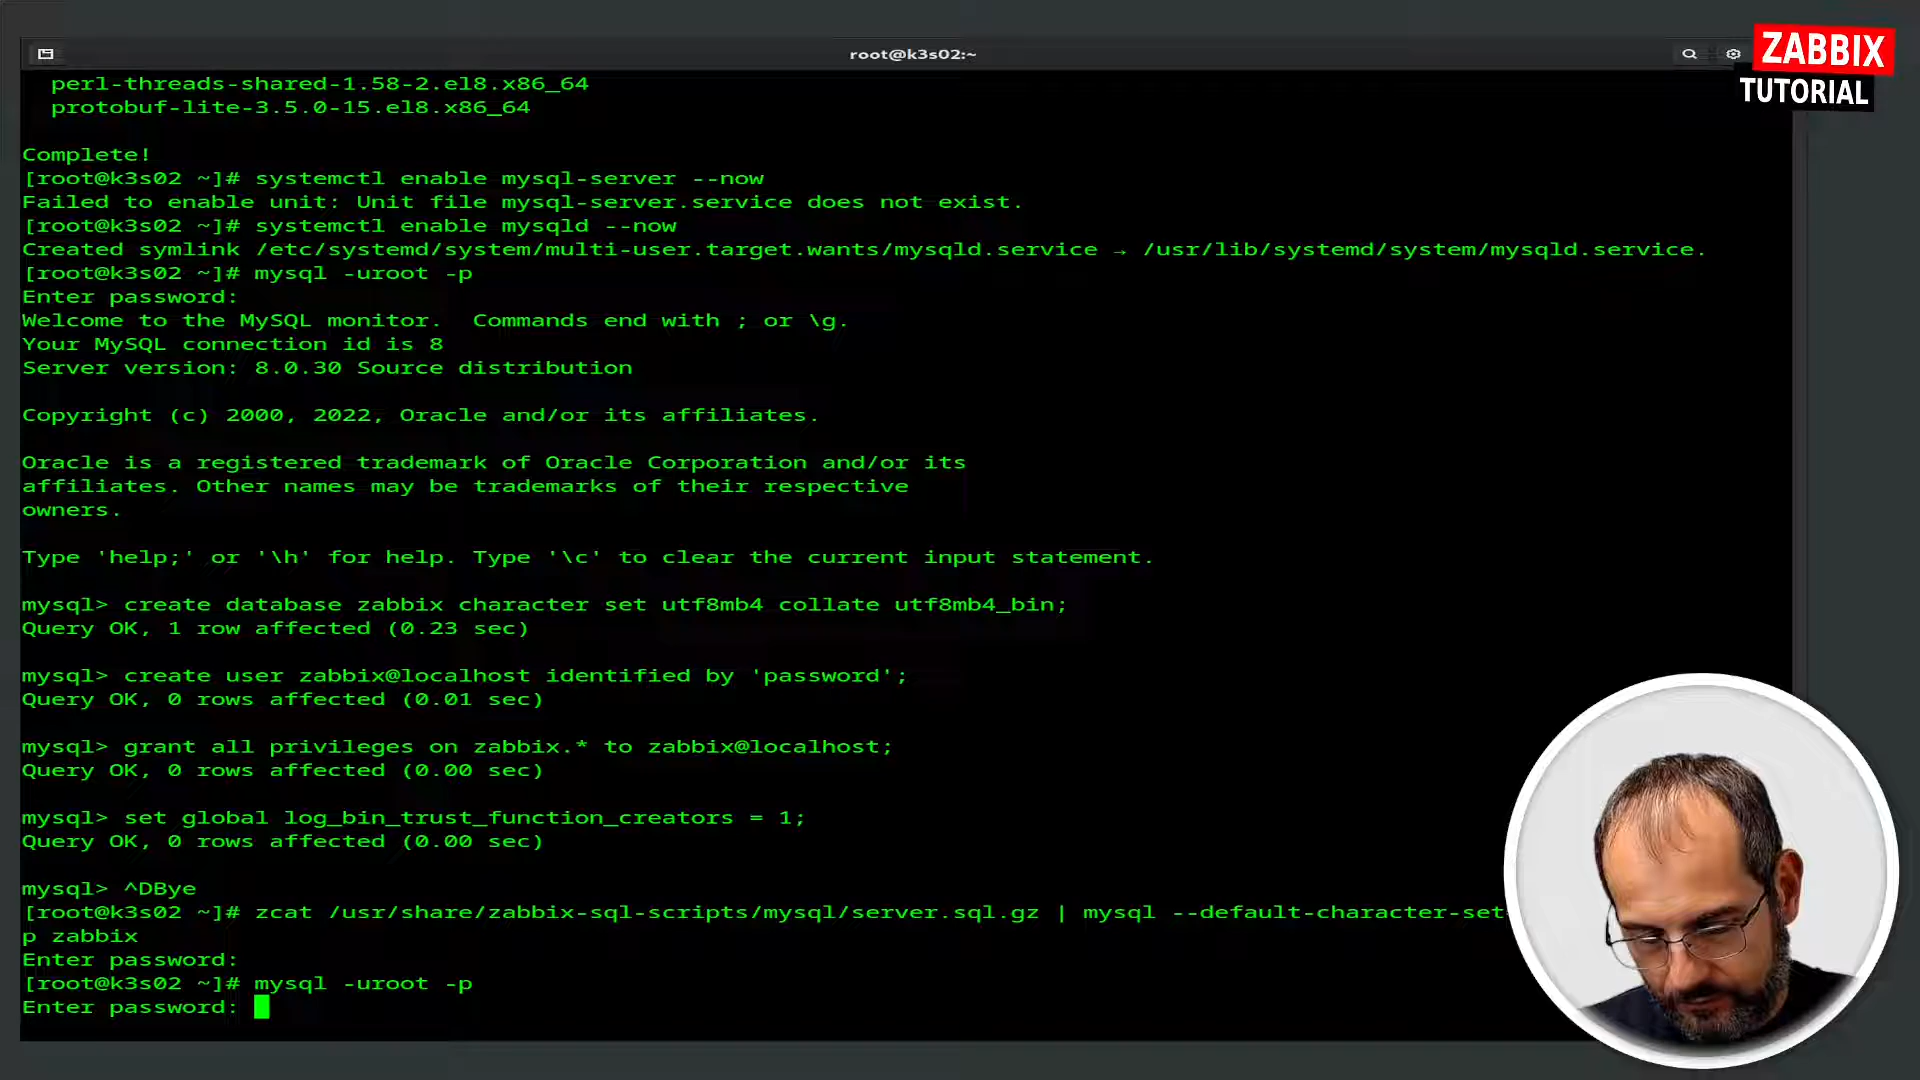 root@k3s02:~
ZABBIX
TUTORIAL
perl-threads-shared-1.58-2.el8.x86_64
protobuf-lite-3.5.0-15.el8.x86_64
Complete!
[root@k3s02 ~]# systemctl enable mysql-server --now
Failed to enable unit: Unit file mysql-server.service does not exist.
[root@k3s02 ~]# systemctl enable mysqld --now
Created symlink /etc/systemd/system/multi-user.target.wants/mysqld.service → /usr/lib/systemd/system/mysqld.service.
[root@k3s02 ~]# mysql -uroot -p
Enter password:
Welcome to the MySQL monitor.  Commands end with ; or \g.
Your MySQL connection id is 8
Server version: 8.0.30 Source distribution
Copyright (c) 2000, 2022, Oracle and/or its affiliates.
Oracle is a registered trademark of Oracle Corporation and/or its
affiliates. Other names may be trademarks of their respective
owners.
Type 'help;' or '\h' for help. Type '\c' to clear the current input statement.
mysql> create database zabbix character set utf8mb4 collate utf8mb4_bin;
Query OK, 1 row affected (0.23 sec)
mysql> create user zabbix@localhost identified by 'password';
Query OK, 0 rows affected (0.01 sec)
mysql> grant all privileges on zabbix.* to zabbix@localhost;
Query OK, 0 rows affected (0.00 sec)
mysql> set global log_bin_trust_function_creators = 1;
Query OK, 0 rows affected (0.00 sec)
mysql> ^DBye
[root@k3s02 ~]# zcat /usr/share/zabbix-sql-scripts/mysql/server.sql.gz | mysql --default-character-set
p zabbix
Enter password:
[root@k3s02 ~]# mysql -uroot -p
Enter password: